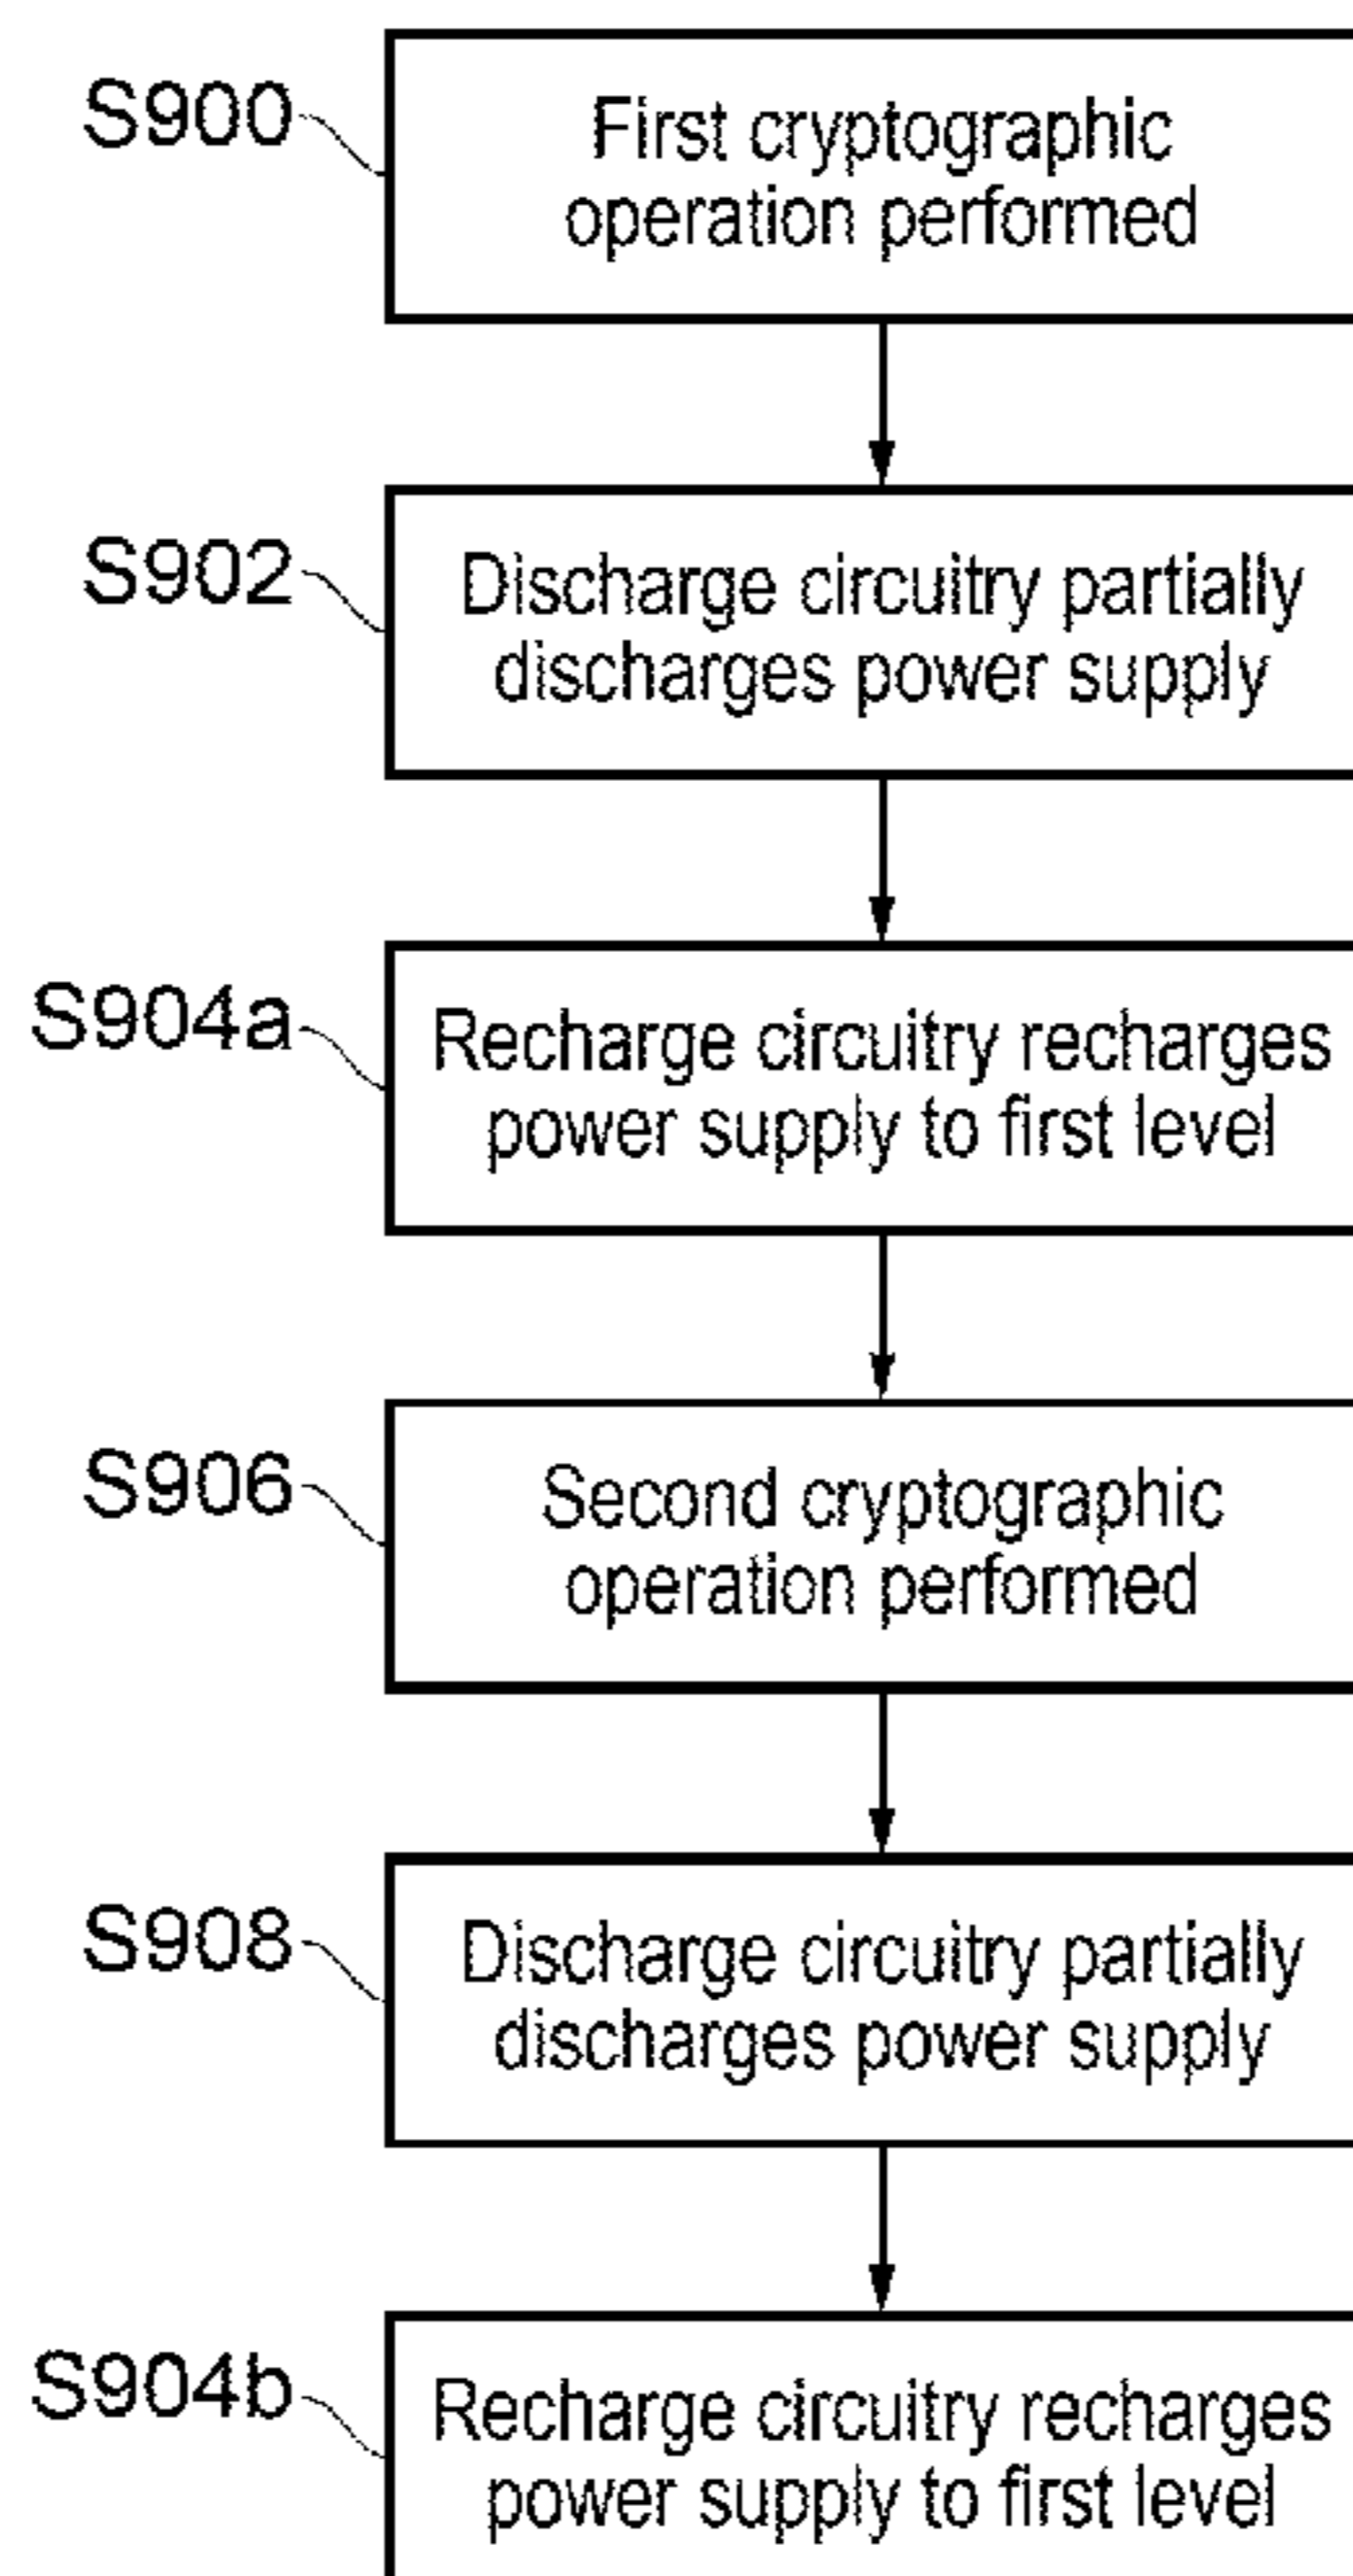 S900
First cryptographic
operation performed
S902
Discharge circuitry partially
discharges power supply
S904a
Recharge circuitry recharges
power supply to first level
S906
Second cryptographic
operation performed
S908
Discharge circuitry partially
discharges power supply
S904b
Recharge circuitry recharges
power supply to first level